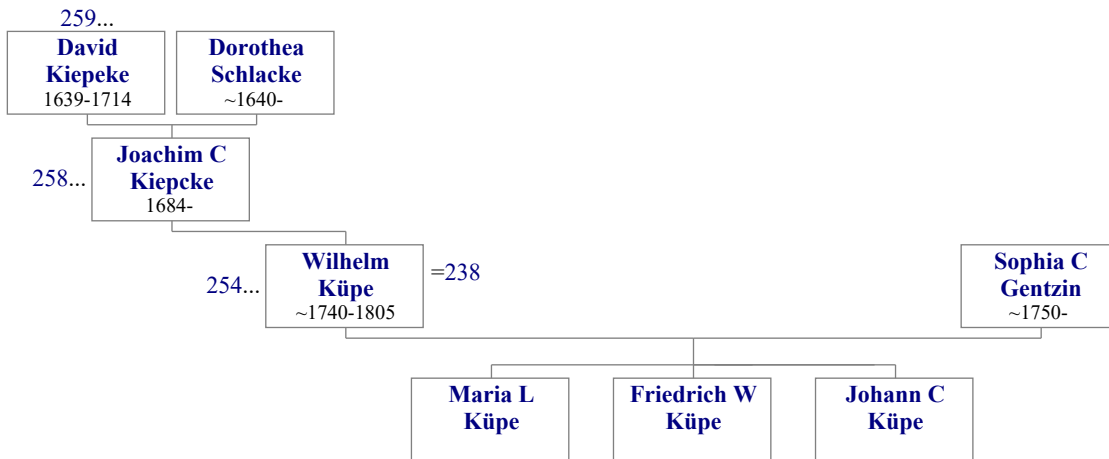 259...
David
Kiepeke
1639-1714
Dorothea
Schlacke
~1640-
258...
Joachim C
Kiepcke
1684-
254...
Wilhelm
Küpe
~1740-1805
=238
Sophia C
Gentzin
~1750-
Maria L
Küpe
Friedrich W
Küpe
Johann C
Küpe